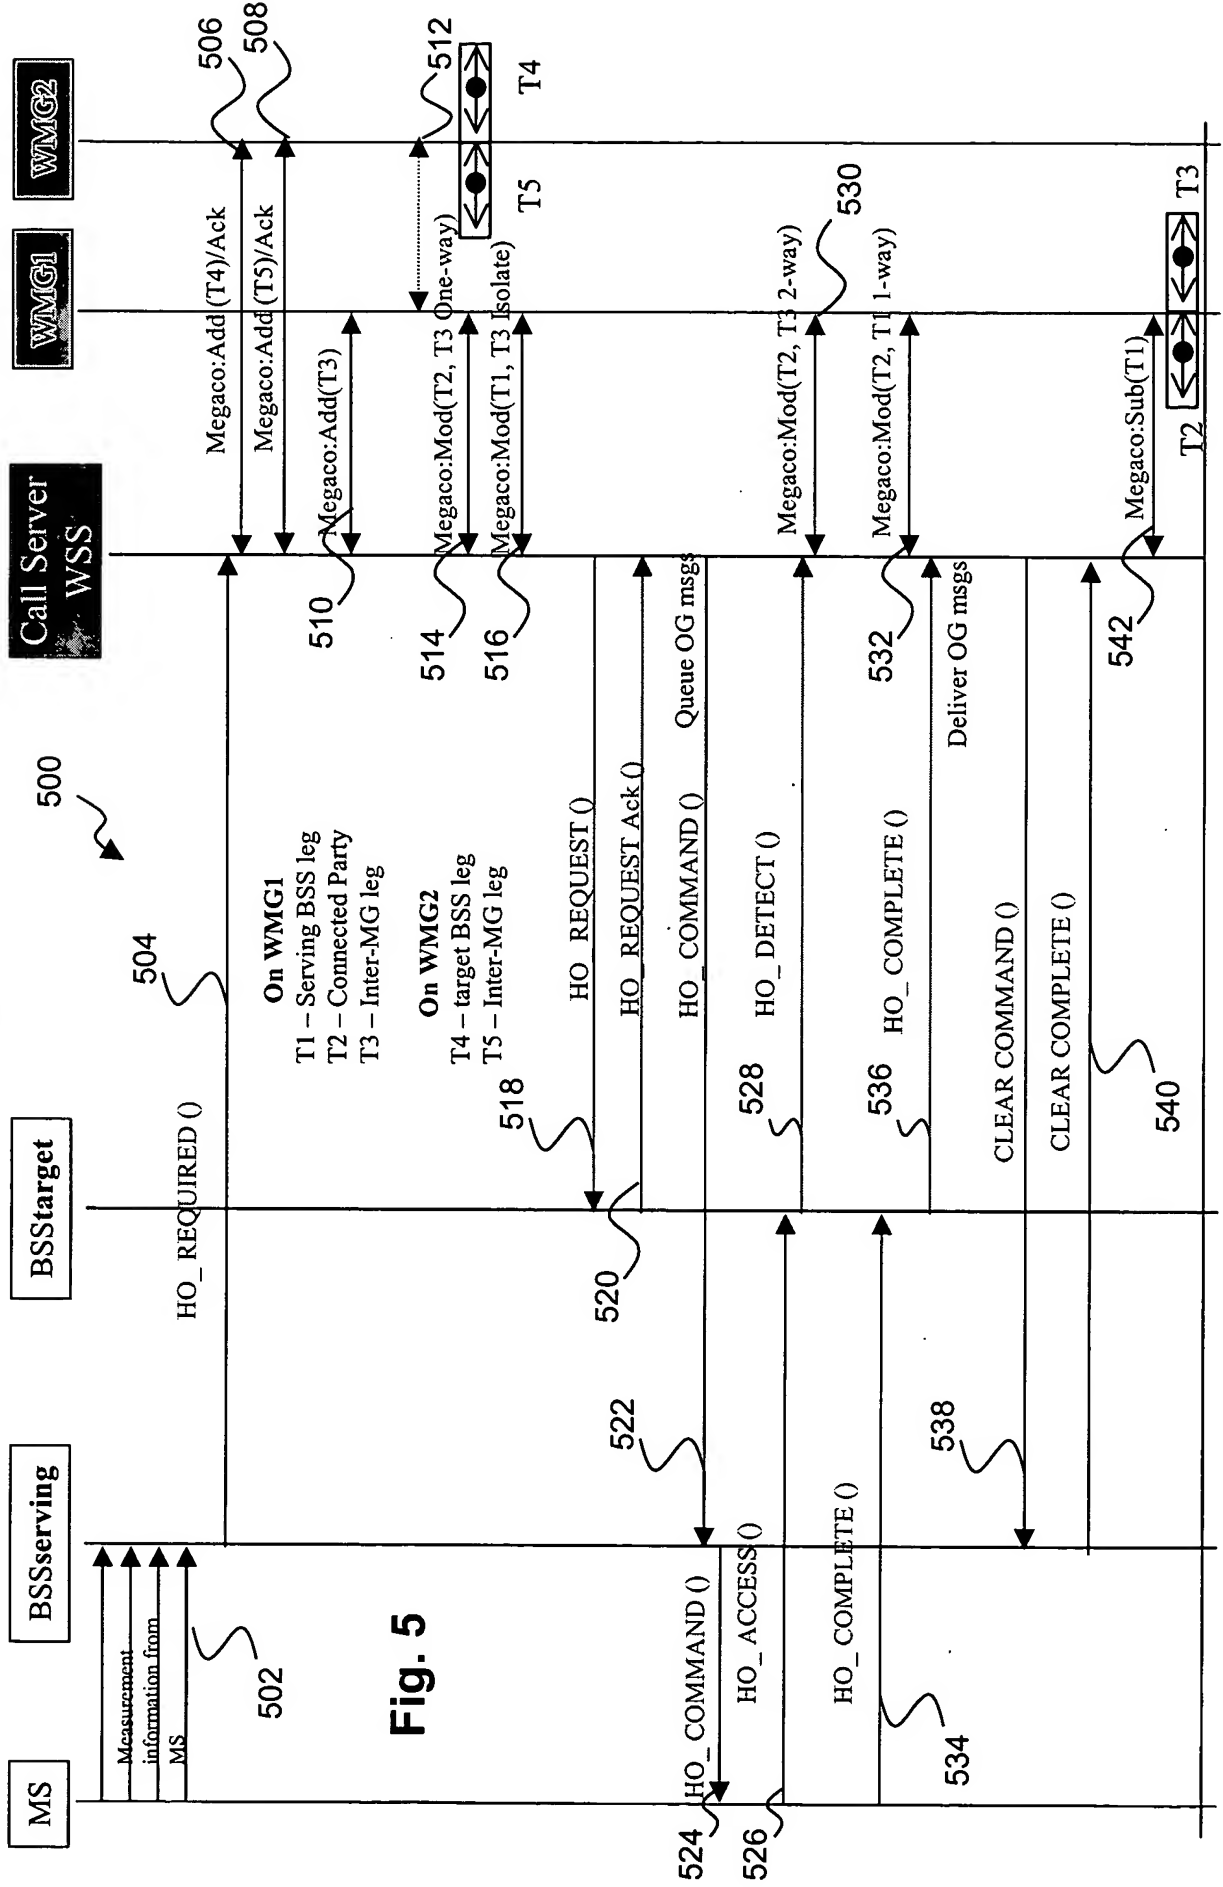 MS
BSSserving
BSStarget
Call Server
WSS
WMG1
WMG2
500
Measurement
information from
MS
502
HO_REQUIRED ()
504
Megaco:Add(T4)/Ack
506
Megaco:Add(T5)/Ack
508
On WMG1
T1 – Serving BSS leg
T2 – Connected Party
T3 – Inter-MG leg
On WMG2
T4 – target BSS leg
T5 – Inter-MG leg
Megaco:Add(T3)
510
512
Megaco:Mod(T2, T3 One-way)
514
Megaco:Mod(T1, T3 Isolate)
516
T5
T4
HO_REQUEST ()
518
HO_REQUEST Ack ()
520
Queue OG msgs
HO_COMMAND ()
522
HO_COMMAND ()
524
HO_ACCESS ()
526
HO_DETECT ()
528
Megaco:Mod(T2, T3 2-way)
530
Megaco:Mod(T2, T1 1-way)
532
HO_COMPLETE ()
534
HO_COMPLETE ()
536
Deliver OG msgs
CLEAR COMMAND ()
538
CLEAR COMPLETE ()
540
Megaco:Sub(T1)
542
T2
T3
Fig. 5